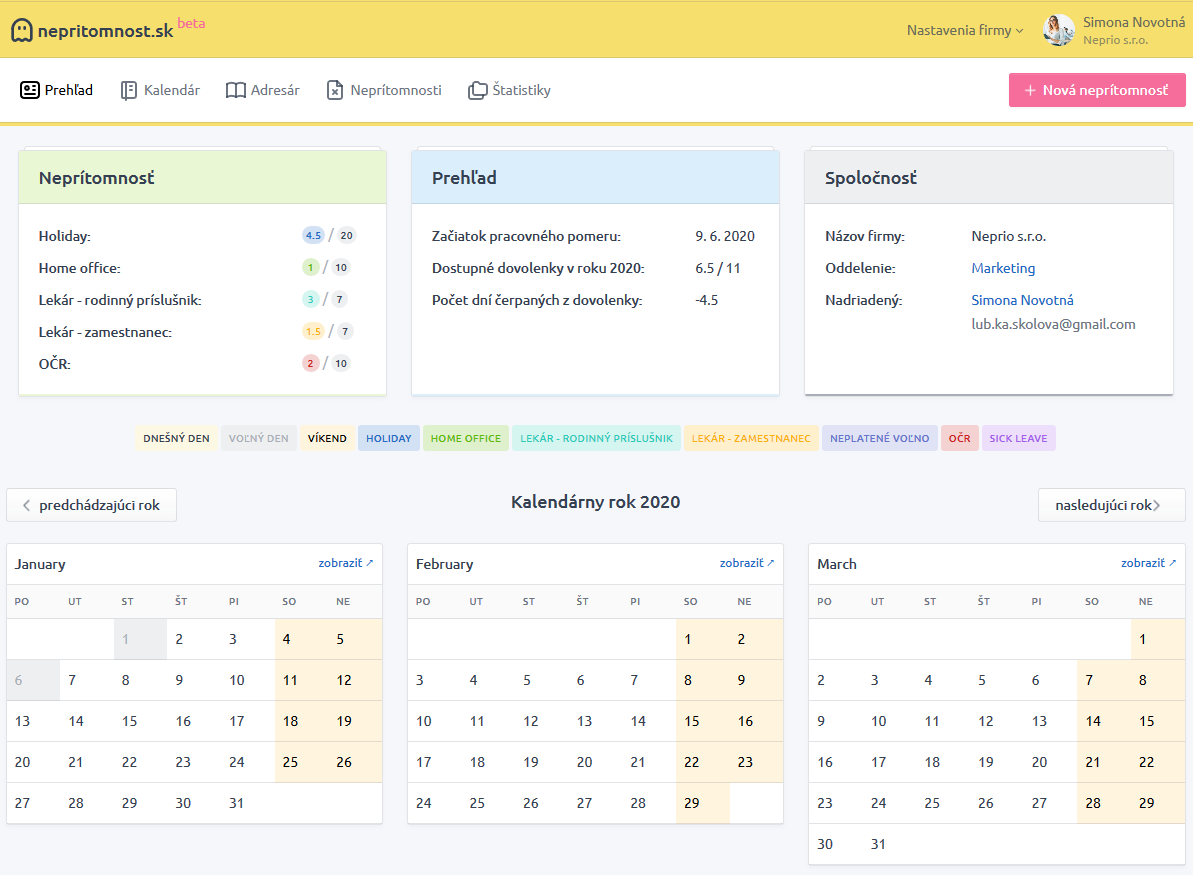 nepritomnost.sk beta
Nastavenia firmy
Simona Novotná
Neprio s.r.o.
Prehľad
Kalendár
Adresár
Neprítomnosti
Štatistiky
+ Nová neprítomnosť
Neprítomnosť
Holiday: 4.5 / 20
Home office: 1 / 10
Lekár - rodinný príslušník: 3 / 7
Lekár - zamestnanec: 1.5 / 7
OČR: 2 / 10
Prehľad
Začiatok pracovného pomeru: 9. 6. 2020
Dostupné dovolenky v roku 2020: 6.5 / 11
Počet dní čerpaných z dovolenky: -4.5
Spoločnosť
Názov firmy: Neprio s.r.o.
Oddelenie: Marketing
Nadriadený: Simona Novotná
lub.ka.skolova@gmail.com
DNEŠNÝ DEN VOĽNÝ DEN VÍKEND HOLIDAY HOME OFFICE LEKÁR - RODINNÝ PRÍSLUŠNIK LEKÁR - ZAMESTNANEC NEPLATENÉ VOĽNO OČR SICK LEAVE
predchádzajúci rok
Kalendárny rok 2020
nasledujúci rok
January zobraziť ↗
PO UT ST ŠT PI SO NE
1 2 3 4 5
6 7 8 9 10 11 12
13 14 15 16 17 18 19
20 21 22 23 24 25 26
27 28 29 30 31
February zobraziť ↗
PO UT ST ŠT PI SO NE
1 2
3 4 5 6 7 8 9
10 11 12 13 14 15 16
17 18 19 20 21 22 23
24 25 26 27 28 29
March zobraziť ↗
PO UT ST ŠT PI SO NE
1
2 3 4 5 6 7 8
9 10 11 12 13 14 15
16 17 18 19 20 21 22
23 24 25 26 27 28 29
30 31